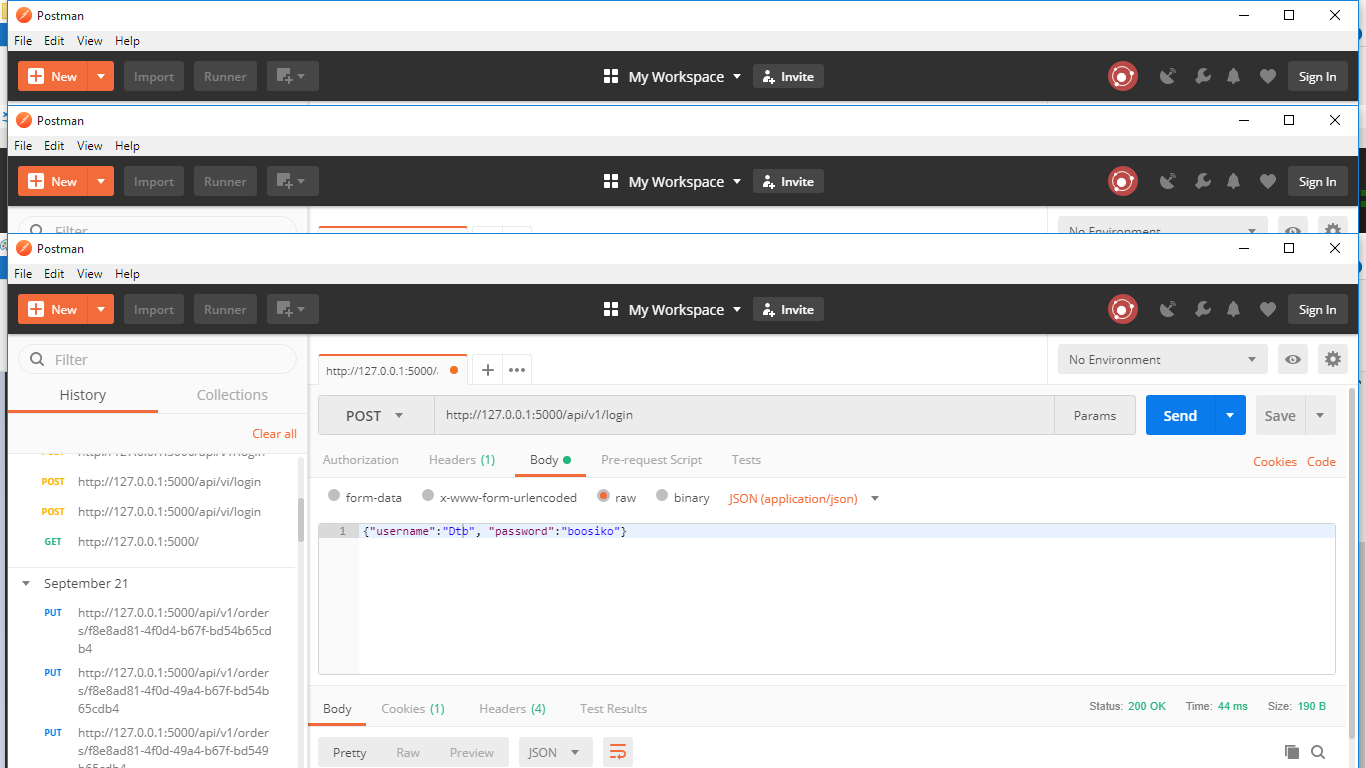 Postman
File Edit View Help
New Import Runner My Workspace Invite Sign In
Postman
File Edit View Help
New Import Runner My Workspace Invite Sign In
Filter No Environment
Postman
File Edit View Help
New Import Runner My Workspace Invite Sign In
Filter
History Collections
Clear all
POST http://127.0.0.1:5000/api/v1/login
POST http://127.0.0.1:5000/api/vi/login
POST http://127.0.0.1:5000/api/vi/login
GET http://127.0.0.1:5000/
September 21
PUT http://127.0.0.1:5000/api/v1/order
s/f8e8ad81-4f0d4-b67f-bd54b65cd
b4
PUT http://127.0.0.1:5000/api/v1/order
s/f8e8ad81-4f0d-49a4-b67f-bd54b
65cdb4
PUT http://127.0.0.1:5000/api/v1/order
s/f8e8ad81-4f0d-49a4-b67f-bd549
b65cdb4
http://127.0.0.1:5000/
No Environment
POST http://127.0.0.1:5000/api/v1/login Params Send Save
Authorization Headers (1) Body Pre-request Script Tests Cookies Code
form-data x-www-form-urlencoded raw binary JSON (application/json)
1 {"username":"Dtb", "password":"boosiko"}
Body Cookies (1) Headers (4) Test Results Status: 200 OK Time: 44 ms Size: 190 B
Pretty Raw Preview JSON